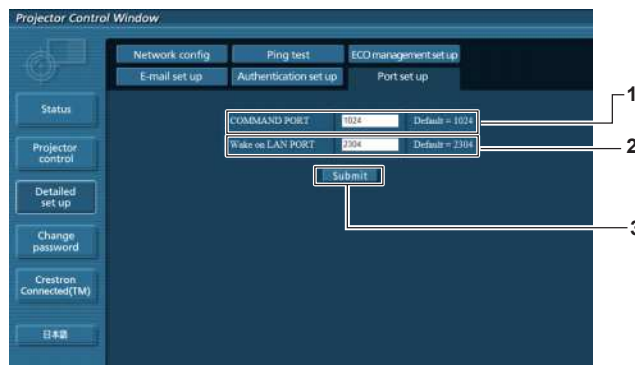 Projector Control Window
Network config Ping test ECO management set up
E-mail set up Authentication set up Port set up
Status
Projector
control
Detailed
set up
Change
password
Crestron
Connected(TM)
日本語
COMMAND PORT 1024 Default = 1024
Wake on LAN PORT 2304 Default = 2304
Submit
1
2
3